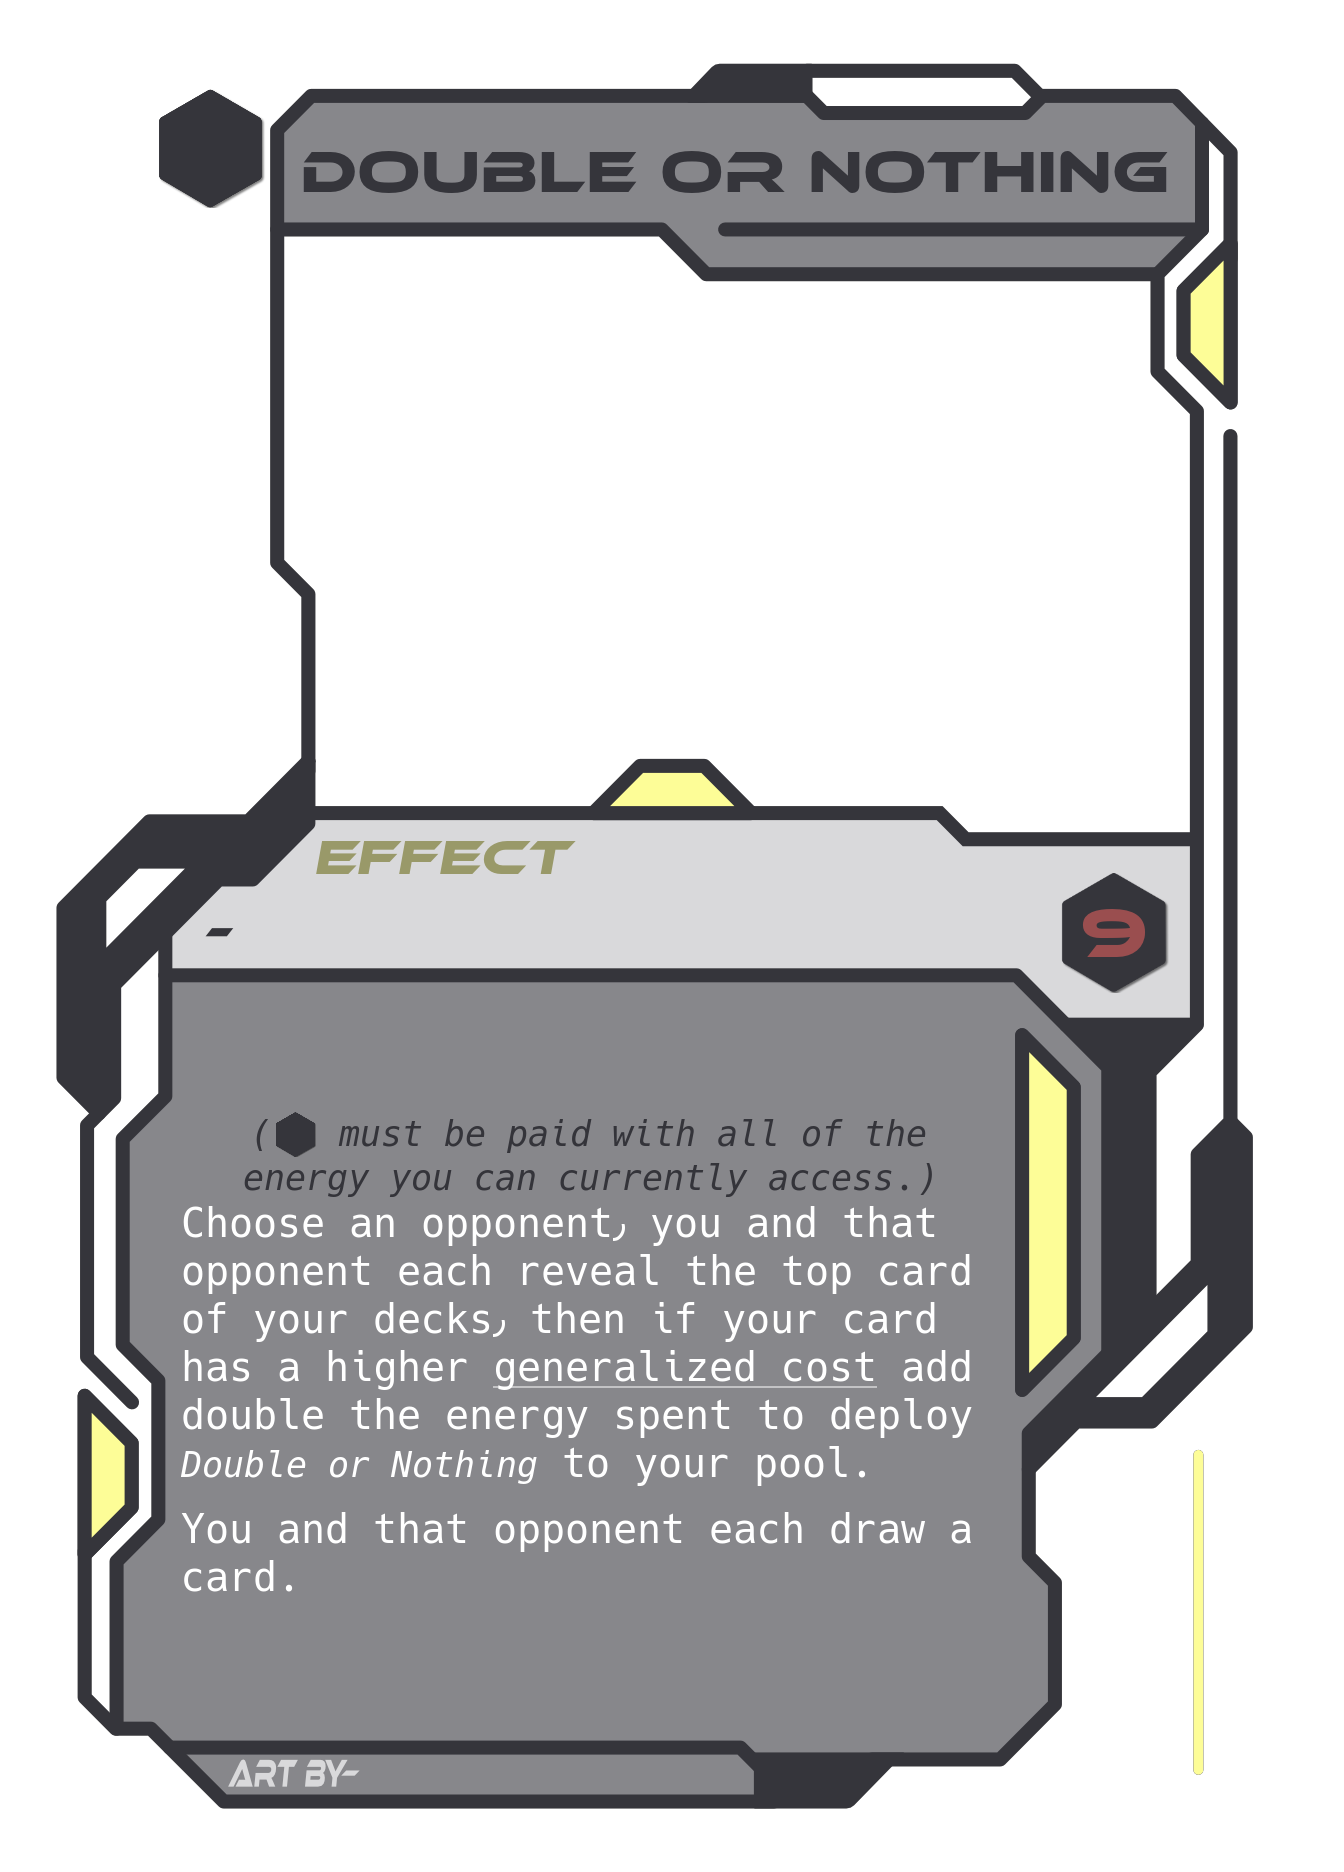 DOUBLE OR NOTHING
EFFECT
-
9
( must be paid with all of the
energy you can currently access.)
Choose an opponent, you and that
opponent each reveal the top card
of your decks, then if your card
has a higher generalized cost add
double the energy spent to deploy
Double or Nothing to your pool.
You and that opponent each draw a
card.
ART BY-